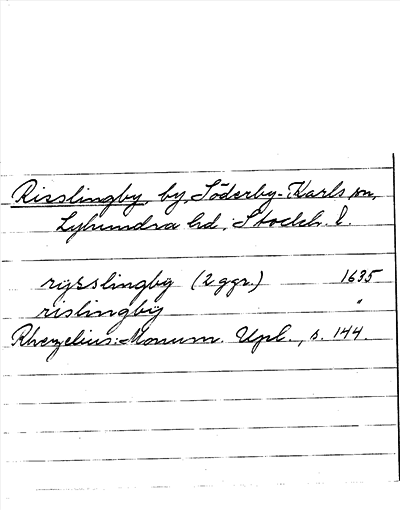 Risslingby, by, Söderby-Karls sn,
Lyhundra hd, Stockh. l.
rysslingby (2 ggr.) 1635
rislingby "
Rhezelius: Monum. Upl., s. 144.